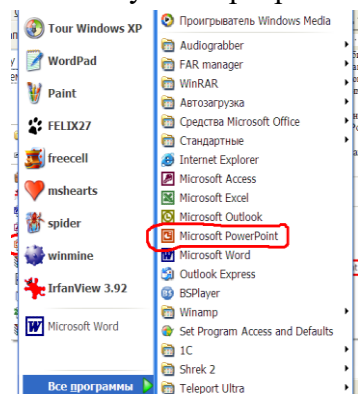 Tour Windows XP
WordPad
Paint
FELIX27
freecell
mshearts
spider
winmine
IrfanView 3.92
Microsoft Word
Все программы
Проигрыватель Windows Media
Audiograbber
FAR manager
WinRAR
Автозагрузка
Средства Microsoft Office
Стандартные
Internet Explorer
Microsoft Access
Microsoft Excel
Microsoft Outlook
Microsoft PowerPoint
Microsoft Word
Outlook Express
BSPlayer
Winamp
Set Program Access and Defaults
1C
Shrek 2
Teleport Ultra